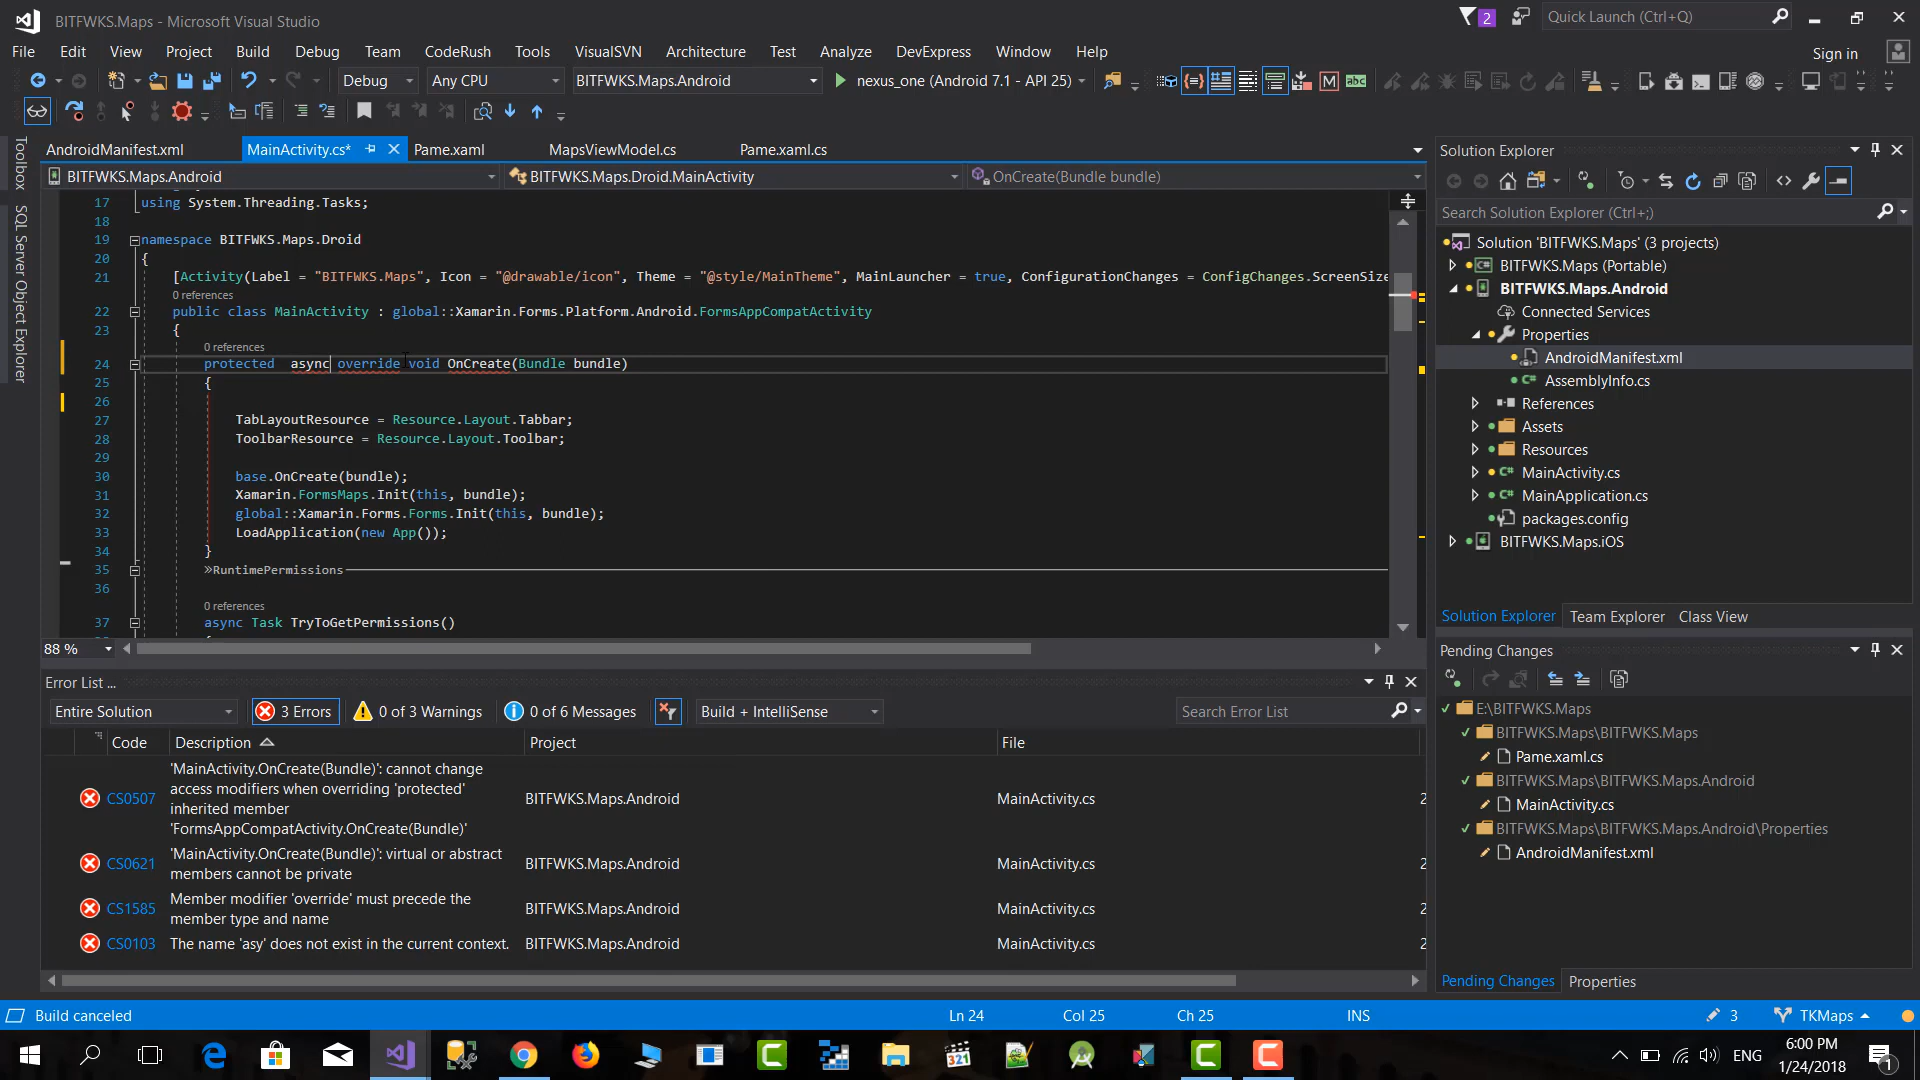 BITFWKS.Maps - Microsoft Visual Studio
2
Quick Launch (Ctrl+Q)
File Edit View Project Build Debug Team CodeRush Tools VisualSVN Architecture Test Analyze DevExpress Window Help
Sign in
Debug Any CPU BITFWKS.Maps.Android nexus_one (Android 7.1 - API 25)
Toolbox
SQL Server Object Explorer
AndroidManifest.xml MainActivity.cs* Pame.xaml MapsViewModel.cs Pame.xaml.cs
BITFWKS.Maps.Android BITFWKS.Maps.Droid.MainActivity OnCreate(Bundle bundle)
17 using System.Threading.Tasks;
18
19 namespace BITFWKS.Maps.Droid
20 {
21 [Activity(Label = "BITFWKS.Maps", Icon = "@drawable/icon", Theme = "@style/MainTheme", MainLauncher = true, ConfigurationChanges = ConfigChanges.ScreenSize
0 references
22 public class MainActivity : global::Xamarin.Forms.Platform.Android.FormsAppCompatActivity
23 {
0 references
24 protected  async override void OnCreate(Bundle bundle)
25 {
26
27 TabLayoutResource = Resource.Layout.Tabbar;
28 ToolbarResource = Resource.Layout.Toolbar;
29
30 base.OnCreate(bundle);
31 Xamarin.FormsMaps.Init(this, bundle);
32 global::Xamarin.Forms.Forms.Init(this, bundle);
33 LoadApplication(new App());
34 }
35 »RuntimePermissions
36
0 references
37 async Task TryToGetPermissions()
88 %
Error List ...
Entire Solution 3 Errors 0 of 3 Warnings 0 of 6 Messages Build + IntelliSense Search Error List
Code Description Project File
CS0507 'MainActivity.OnCreate(Bundle)': cannot change
access modifiers when overriding 'protected'
inherited member
'FormsAppCompatActivity.OnCreate(Bundle)' BITFWKS.Maps.Android MainActivity.cs 2
CS0621 'MainActivity.OnCreate(Bundle)': virtual or abstract
members cannot be private BITFWKS.Maps.Android MainActivity.cs 2
CS1585 Member modifier 'override' must precede the
member type and name BITFWKS.Maps.Android MainActivity.cs 2
CS0103 The name 'asy' does not exist in the current context. BITFWKS.Maps.Android MainActivity.cs 2
Solution Explorer
Search Solution Explorer (Ctrl+;)
Solution 'BITFWKS.Maps' (3 projects)
BITFWKS.Maps (Portable)
BITFWKS.Maps.Android
Connected Services
Properties
AndroidManifest.xml
AssemblyInfo.cs
References
Assets
Resources
MainActivity.cs
MainApplication.cs
packages.config
BITFWKS.Maps.iOS
Solution Explorer Team Explorer Class View
Pending Changes
E:\BITFWKS.Maps
BITFWKS.Maps\BITFWKS.Maps
Pame.xaml.cs
BITFWKS.Maps\BITFWKS.Maps.Android
MainActivity.cs
BITFWKS.Maps\BITFWKS.Maps.Android\Properties
AndroidManifest.xml
Pending Changes Properties
Build canceled Ln 24 Col 25 Ch 25 INS 3 TKMaps
ENG
6:00 PM
1/24/2018
1